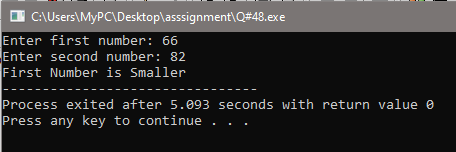 C:\Users\MyPC\Desktop\asssignment\Q#48.exe
Enter first number: 66
Enter second number: 82
First Number is Smaller
--------------------------------
Process exited after 5.093 seconds with return value 0
Press any key to continue . . .